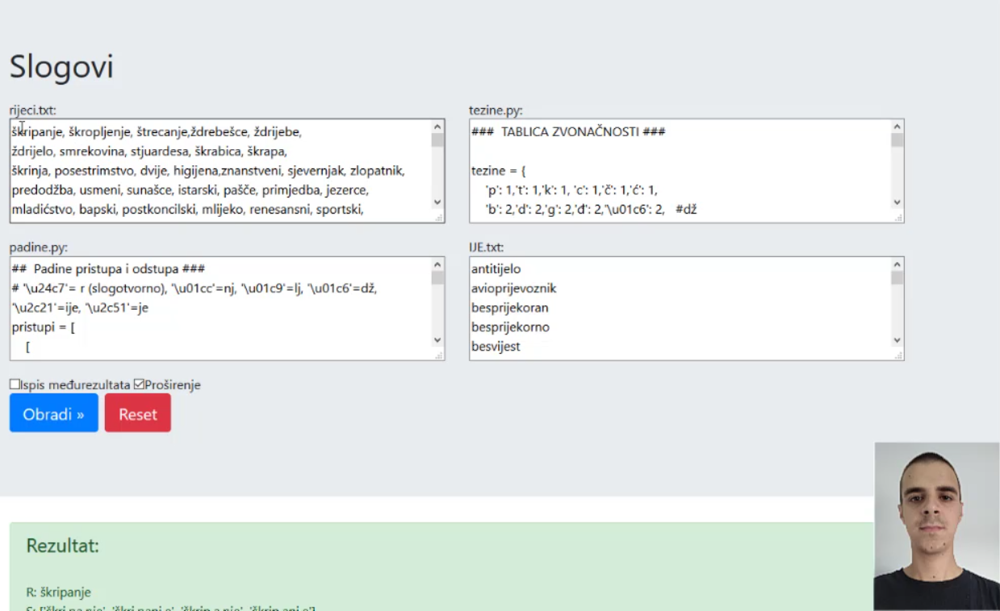 Slogovi
rijeci.txt:
škripanje, škropljenje, štrecanje,ždrebešce, ždrijebe,
ždrijelo, smrekovina, stjuardesa, škrabica, škrapa,
škrinja, posestrimstvo, dvije, higijena,znanstveni, sjevernjak, zlopatnik,
predodžba, usmeni, sunašce, istarski, pašče, primjedba, jezerce,
mladićstvo, bapski, postkoncilski, mlijeko, renesansni, sportski,
tezine.py:
### TABLICA ZVONAČNOSTI ###
tezine = {
'p': 1,'t': 1,'k': 1, 'c': 1,'č': 1,'ć': 1,
'b': 2,'d': 2,'g': 2,'đ': 2,'\u01c6': 2, #dž
padine.py:
## Padine pristupa i odstupa ###
# '\u24c7'= r (slogotvorno), '\u01cc'=nj, '\u01c9'=lj, '\u01c6'=dž,
'\u2c21'=ije, '\u2c51'=je
pristupi = [
[
IJE.txt:
antitijelo
avioprijevoznik
besprijekoran
besprijekorno
besvijest
Ispis međurezultata Proširenje
Obradi » Reset
Rezultat:
R: škripanje